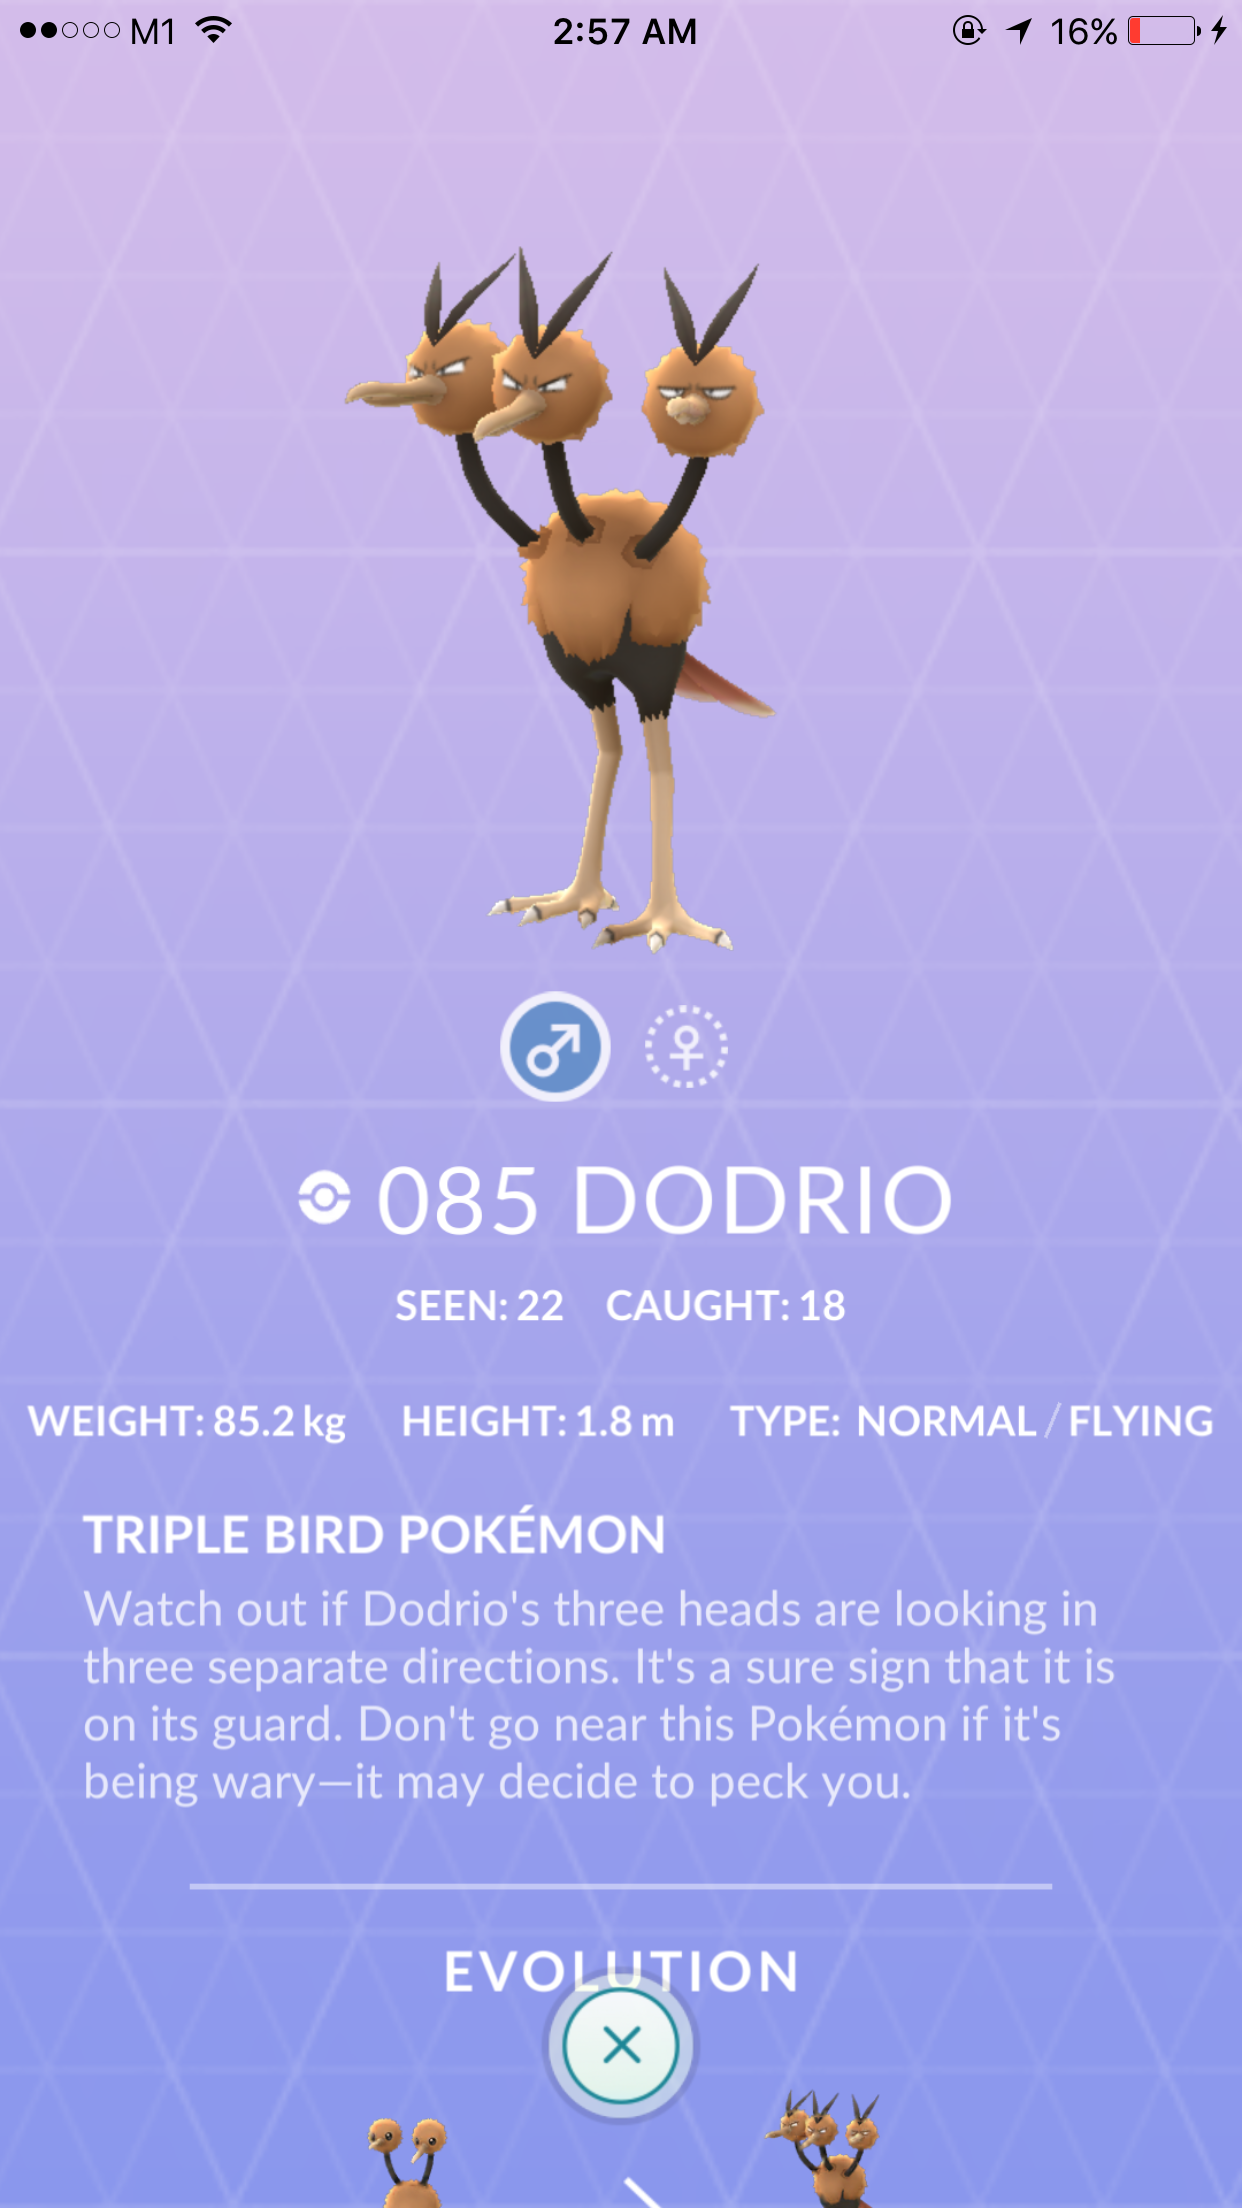 M1 2:57 AM 16%
085 DODRIO
SEEN: 22 CAUGHT: 18
WEIGHT: 85.2 kg HEIGHT: 1.8 m TYPE: NORMAL / FLYING
TRIPLE BIRD POKÉMON
Watch out if Dodrio's three heads are looking in
three separate directions. It's a sure sign that it is
on its guard. Don't go near this Pokémon if it's
being wary—it may decide to peck you.
EVOLUTION